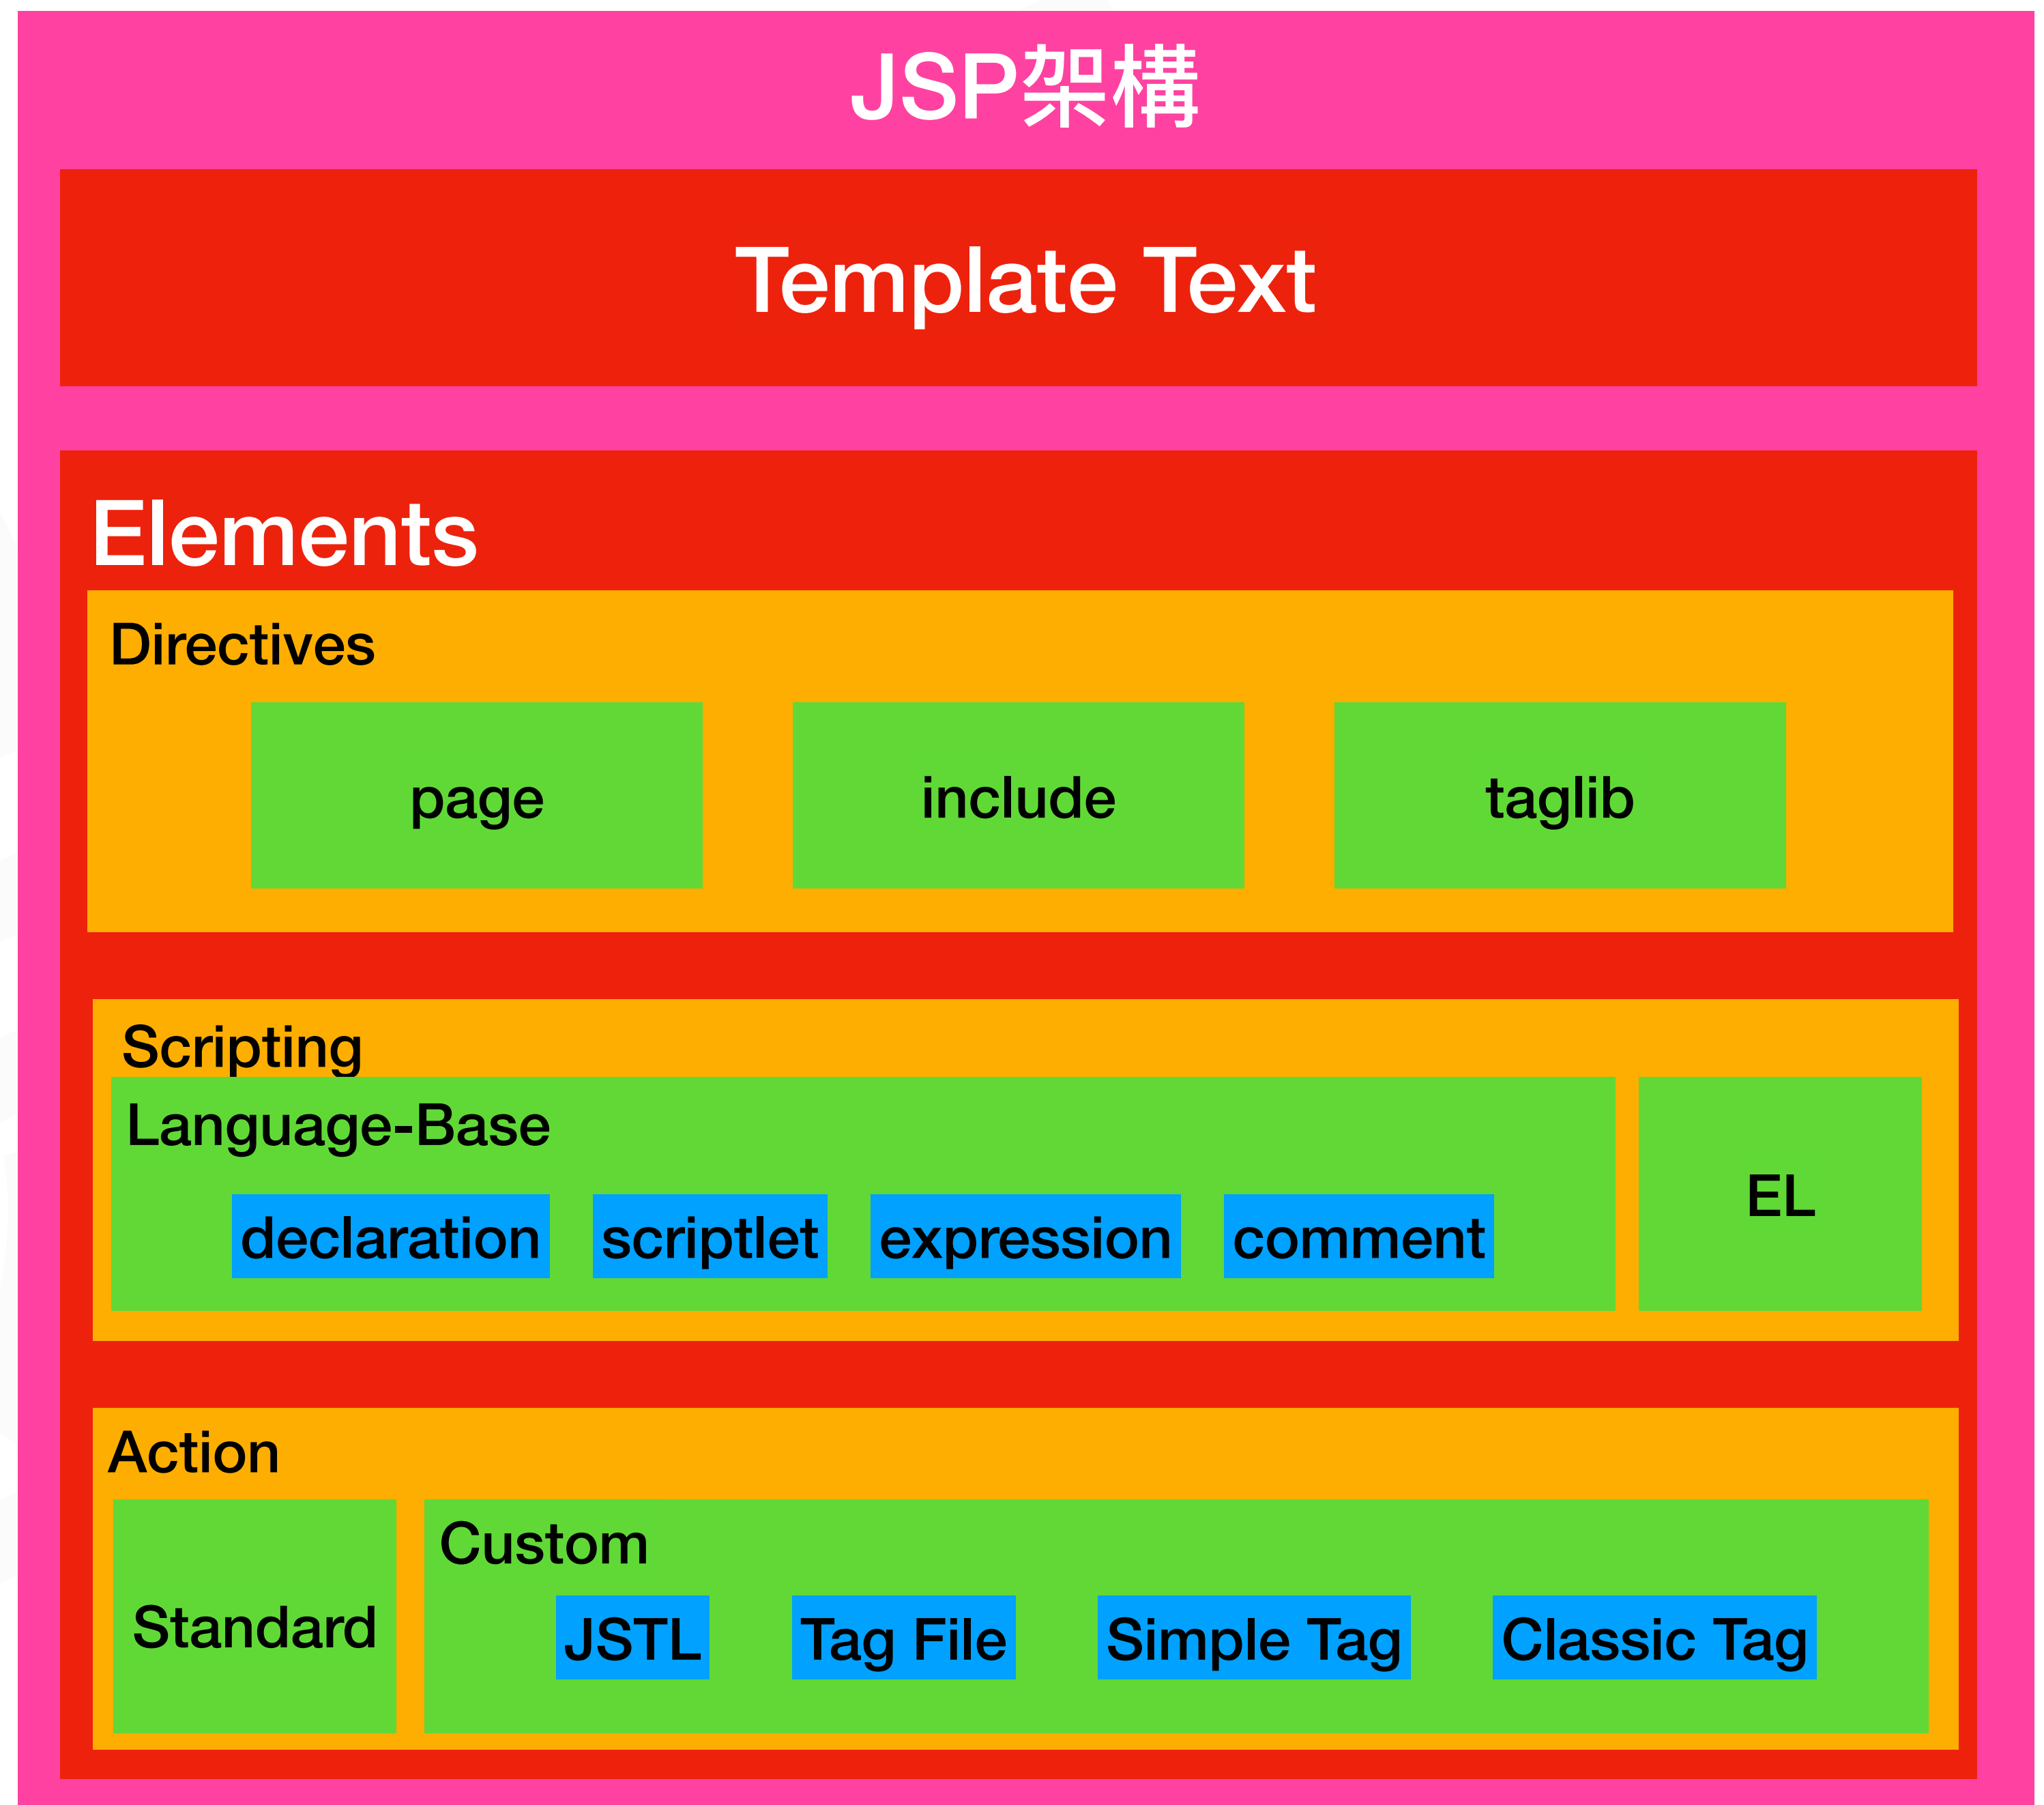 JSP架構
Template Text
Elements
Directives
page include taglib
Scripting
Language-Base
EL
declaration scriptlet expression comment
Action
Standard
Custom
JSTL Tag File Simple Tag Classic Tag